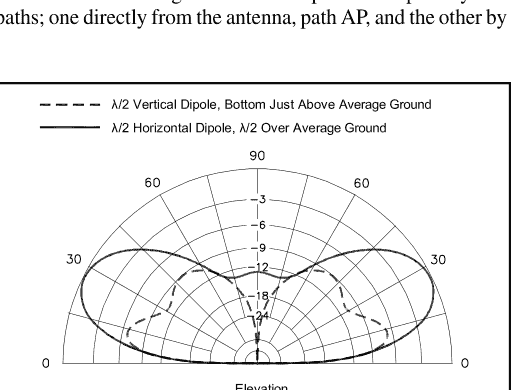 paths; one directly from the antenna, path AP, and the other by
λ/2 Vertical Dipole, Bottom Just Above Average Ground
λ/2 Horizontal Dipole, λ/2 Over Average Ground
90
60 60
-3
-6
-9
30 -12 30
-18
-24
0 0
Elevation